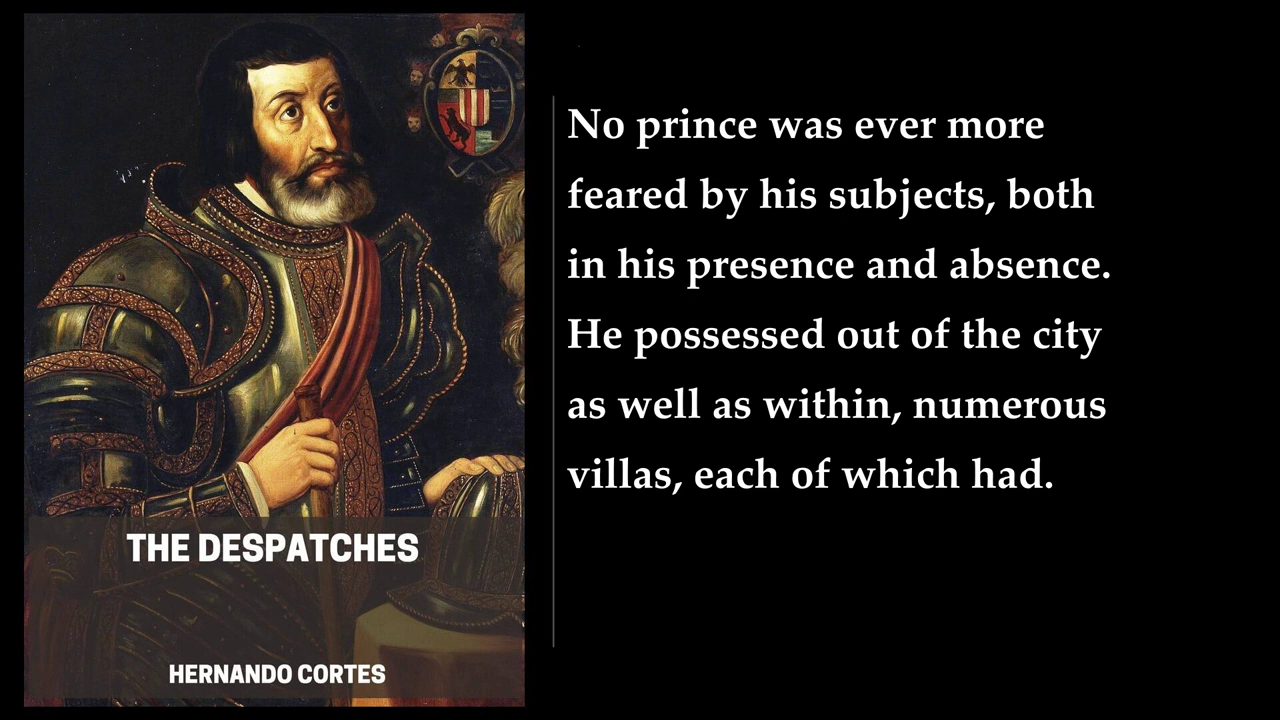 THE DESPATCHES
HERNANDO CORTES
No prince was ever more
feared by his subjects, both
in his presence and absence.
He possessed out of the city
as well as within, numerous
villas, each of which had.